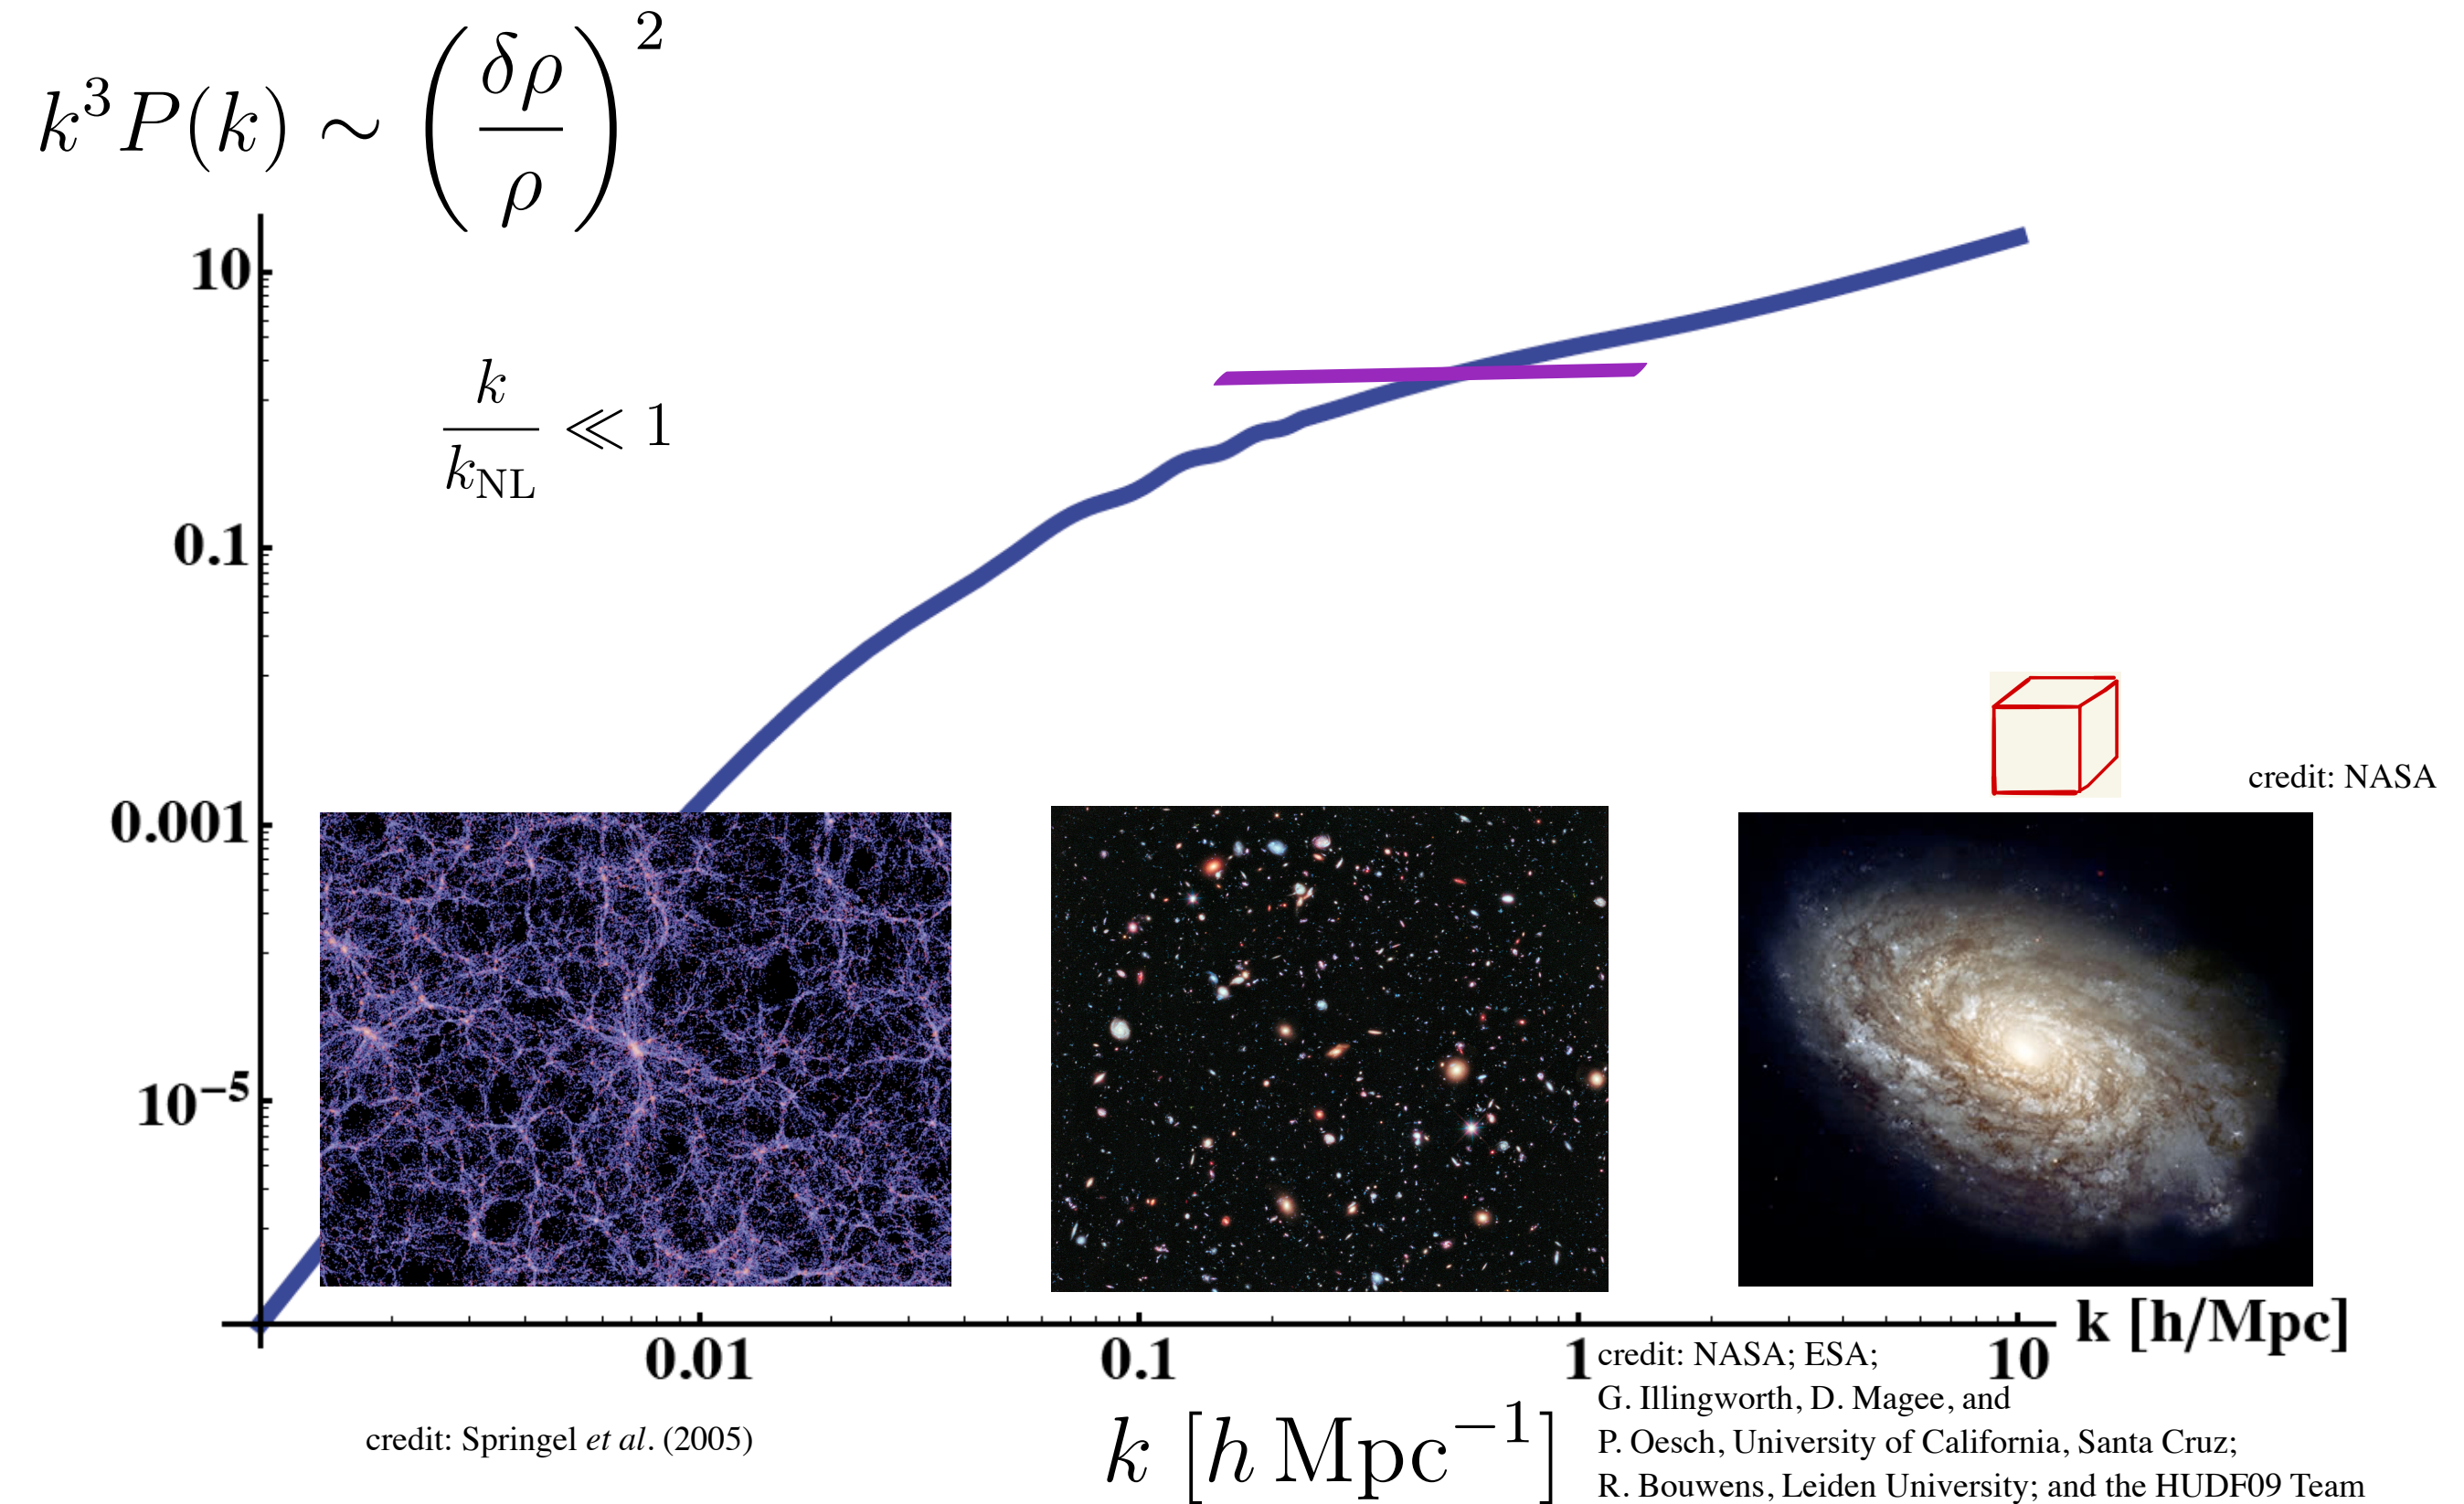 k³P(k) ∼ (δρ/ρ)²
10
k/k_NL ≪ 1
0.1
0.001
10⁻⁵
credit: NASA
k [h/Mpc]
0.01
0.1
1
10
credit: NASA; ESA;
G. Illingworth, D. Magee, and
P. Oesch, University of California, Santa Cruz;
R. Bouwens, Leiden University; and the HUDF09 Team
credit: Springel et al. (2005)
k [h Mpc⁻¹]